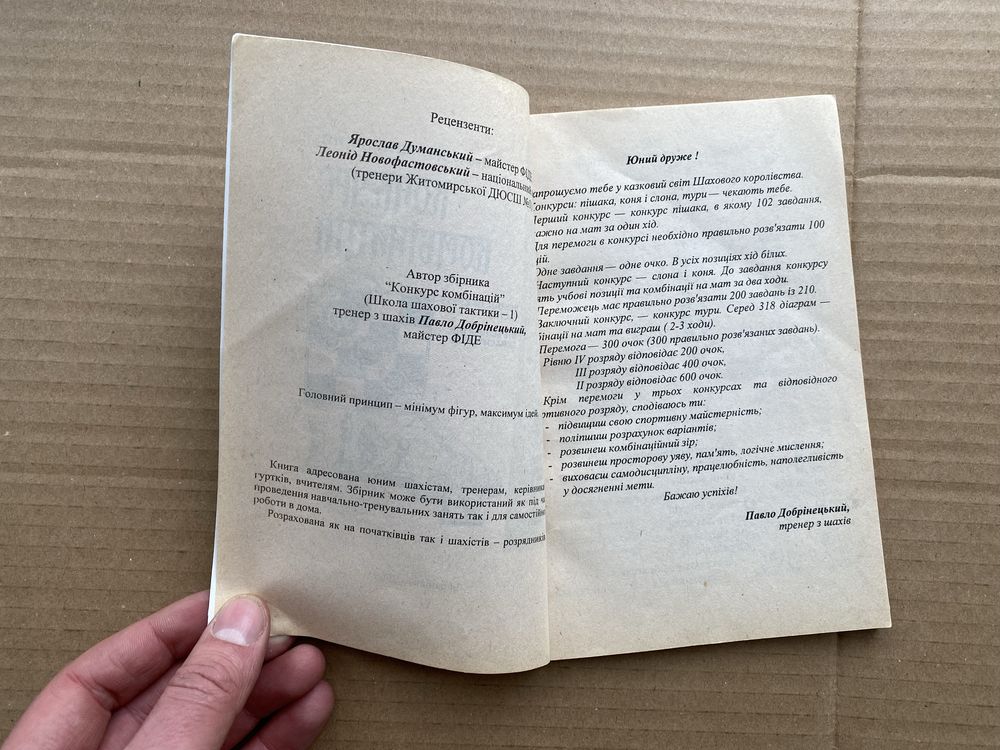 Рецензенти:
Ярослав Думанський – майстер ФІДЕ
Леонід Новофастовський – національний
(тренери Житомирської ДЮСШ
Автор збірника
“Конкурс комбінацій”
(Школа шахової тактики – 1)
тренер з шахів Павло Добрінецький,
майстер ФІДЕ
Головний принцип – мінімум фігур, максимум ідей.
Книга адресована юним шахістам, тренерам, керівника
гуртків, вчителям. Збірник може бути використаний як під ча
проведення навчально-тренувальних занять так і для самостійно
роботи в дома.
Розрахована як на початківців так і шахістів – розрядників
Юний друже !
апрошуємо тебе у казковий світ Шахового королівства.
Конкурси: пішака, коня і слона, тури — чекають тебе.
Перший конкурс — конкурс пішака, в якому 102 завдання,
важно на мат за один хід.
Для перемоги в конкурсі необхідно правильно розв'язати 100
ій.
Одне завдання — одне очко. В усіх позиціях хід білих.
Наступний конкурс — слона і коня. До завдання конкурсу
ять учбові позиції та комбінації на мат за два ходи.
Переможець має правильно розв'язати 200 завдань із 210.
Заключний конкурс, — конкурс тури. Серед 318 діаграм —
бінації на мат та виграш ( 2-3 ходи).
Перемога — 300 очок (300 правильно розв'язаних завдань).
Рівню IV розряду відповідає 200 очок,
III розряду відповідає 400 очок,
II розряду відповідає 600 очок.
Крім перемоги у трьох конкурсах та відповідного
ортивного розряду, сподіваюсь ти:
- підвищиш свою спортивну майстерність;
- поліпшиш розрахунок варіантів;
- розвинеш комбінаційний зір;
- розвинеш просторову уяву, пам'ять, логічне мислення;
- виховаєш самодисципліну, працелюбність, наполегливість
у досягненні мети.
Бажаю успіхів!
Павло Добрінецький,
тренер з шахів